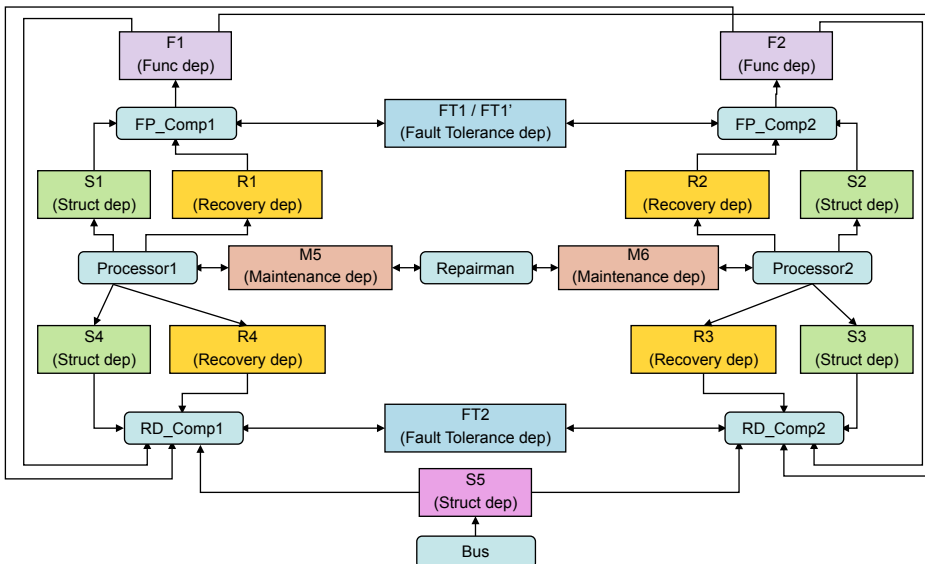 F1
(Func dep)
F2
(Func dep)
FP_Comp1
FT1 / FT1’
(Fault Tolerance dep)
FP_Comp2
S1
(Struct dep)
R1
(Recovery dep)
R2
(Recovery dep)
S2
(Struct dep)
Processor1
M5
(Maintenance dep)
Repairman
M6
(Maintenance dep)
Processor2
S4
(Struct dep)
R4
(Recovery dep)
R3
(Recovery dep)
S3
(Struct dep)
RD_Comp1
FT2
(Fault Tolerance dep)
RD_Comp2
S5
(Struct dep)
Bus